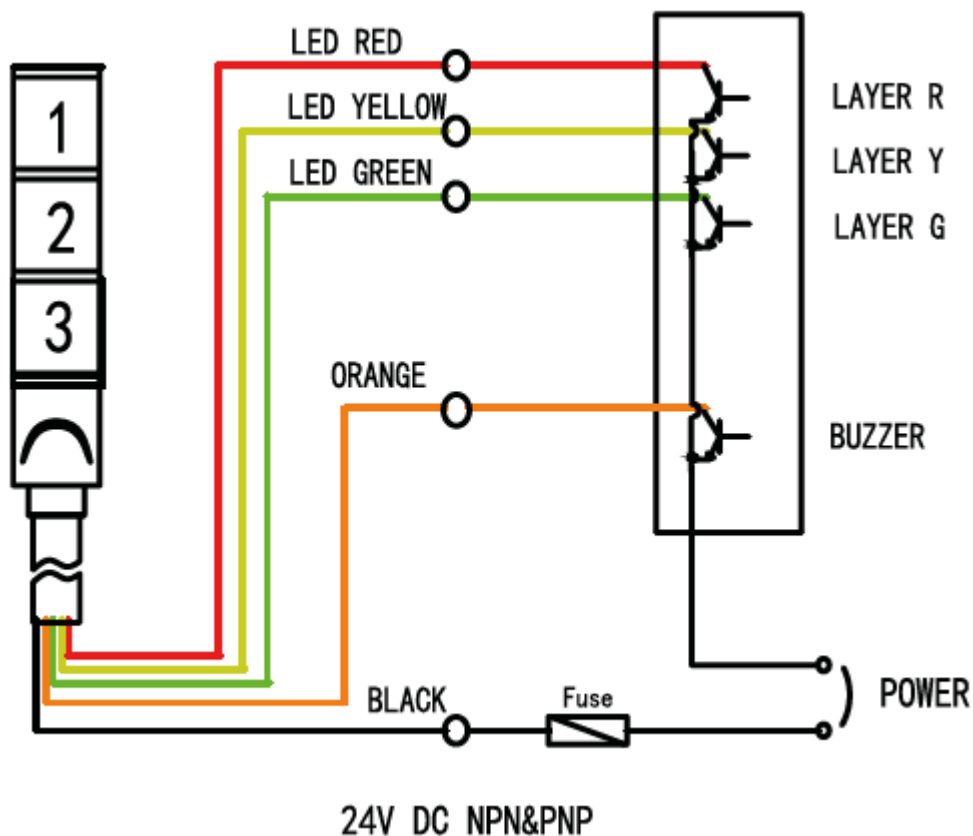 LED RED
LED YELLOW
LED GREEN
ORANGE
BLACK
Fuse
1
2
3
LAYER R
LAYER Y
LAYER G
BUZZER
POWER
24V DC NPN&PNP